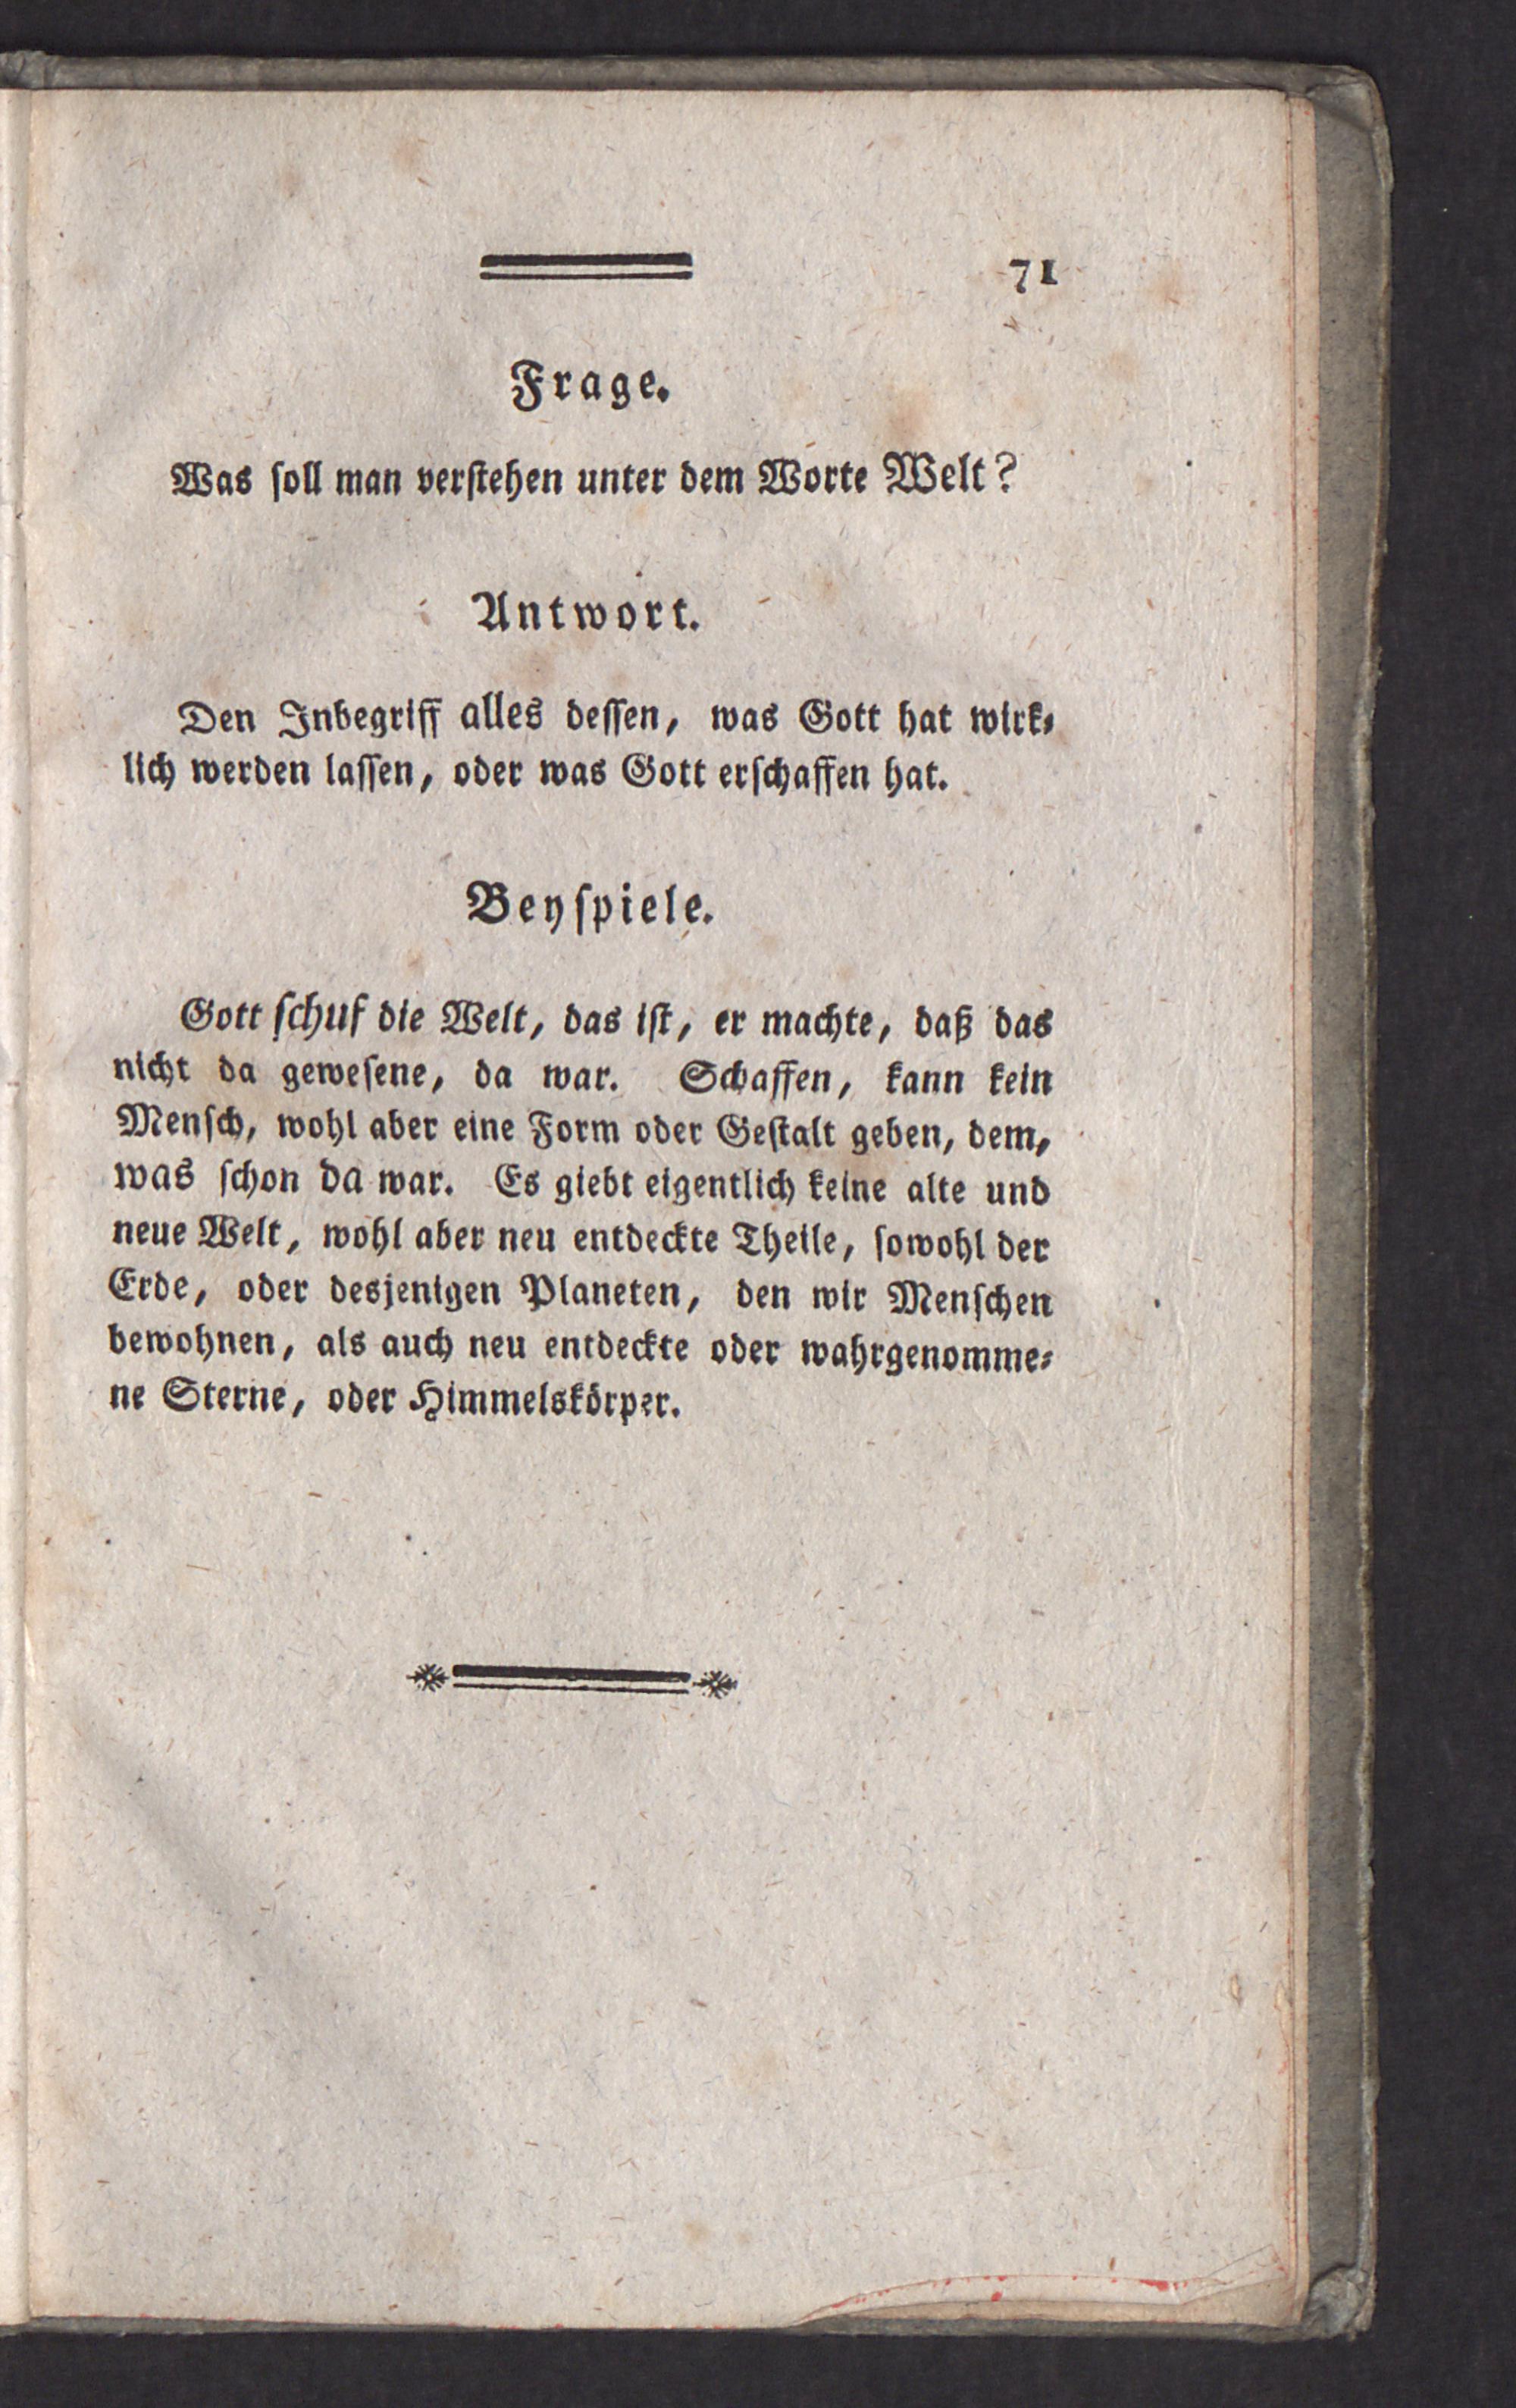 71
Frage.
Was ſoll man verſtehen unter dem Worte Welt?
Antwort.
Den Inbegriff alles deſſen, was Gott hat wirk⸗
lich werden laſſen, oder was Gott erſchaffen hat.
Beyſpiele.
Gott ſchuf die Welt, das iſt, er machte, daß das
nicht da geweſene, da war. Schaffen, kann kein
Menſch, wohl aber eine Form oder Geſtalt geben, dem,
was ſchon da war. Es giebt eigentlich keine alte und
neue Welt, wohl aber neu entdeckte Theile, ſowohl der
Erde, oder desjenigen Planeten, den wir Menſchen
bewohnen, als auch neu entdeckte oder wahrgenomme⸗
ne Sterne, oder Himmelskörper.